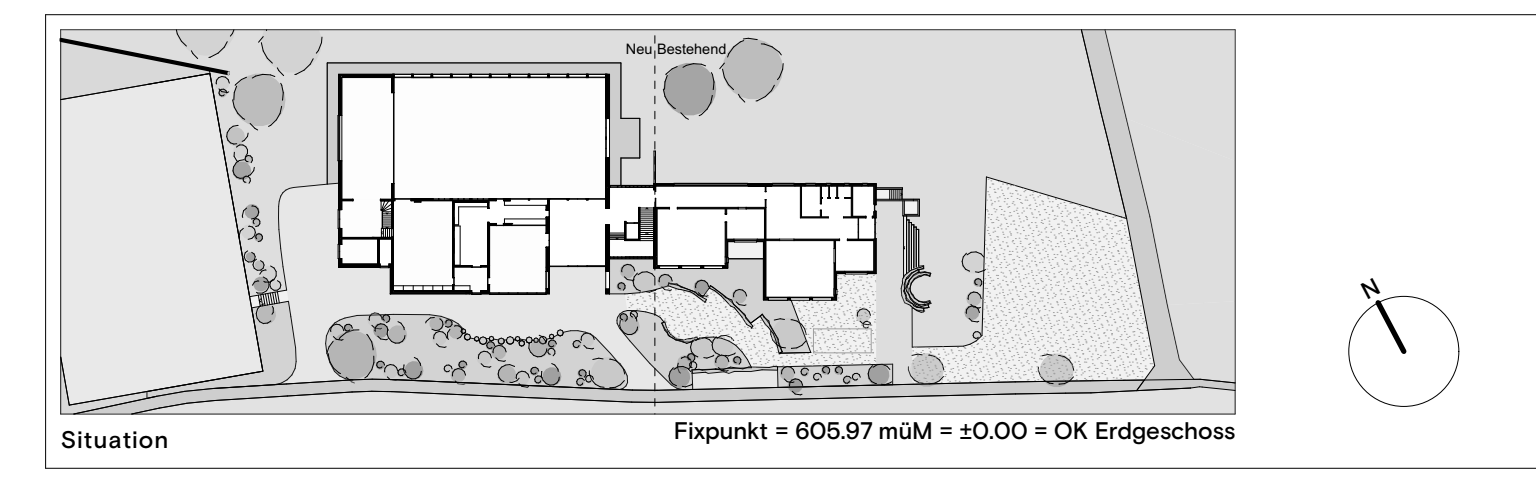 Neu Bestehend
N
Situation
Fixpunkt = 605.97 müM = ±0.00 = OK Erdgeschoss